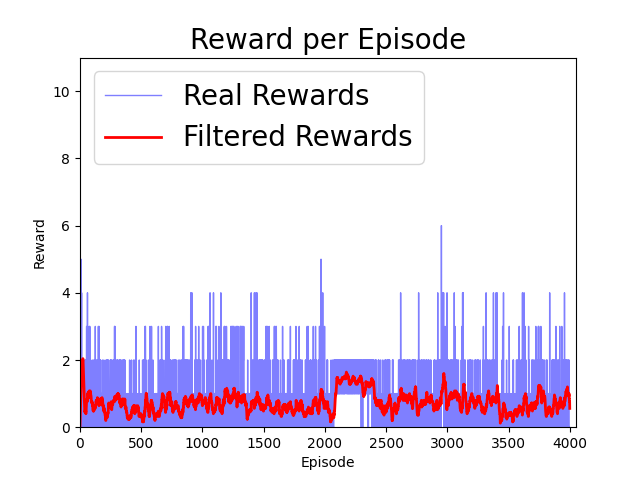 Reward per Episode
Real Rewards
Filtered Rewards
10
8
6
4
2
0
Reward
0 500 1000 1500 2000 2500 3000 3500 4000
Episode